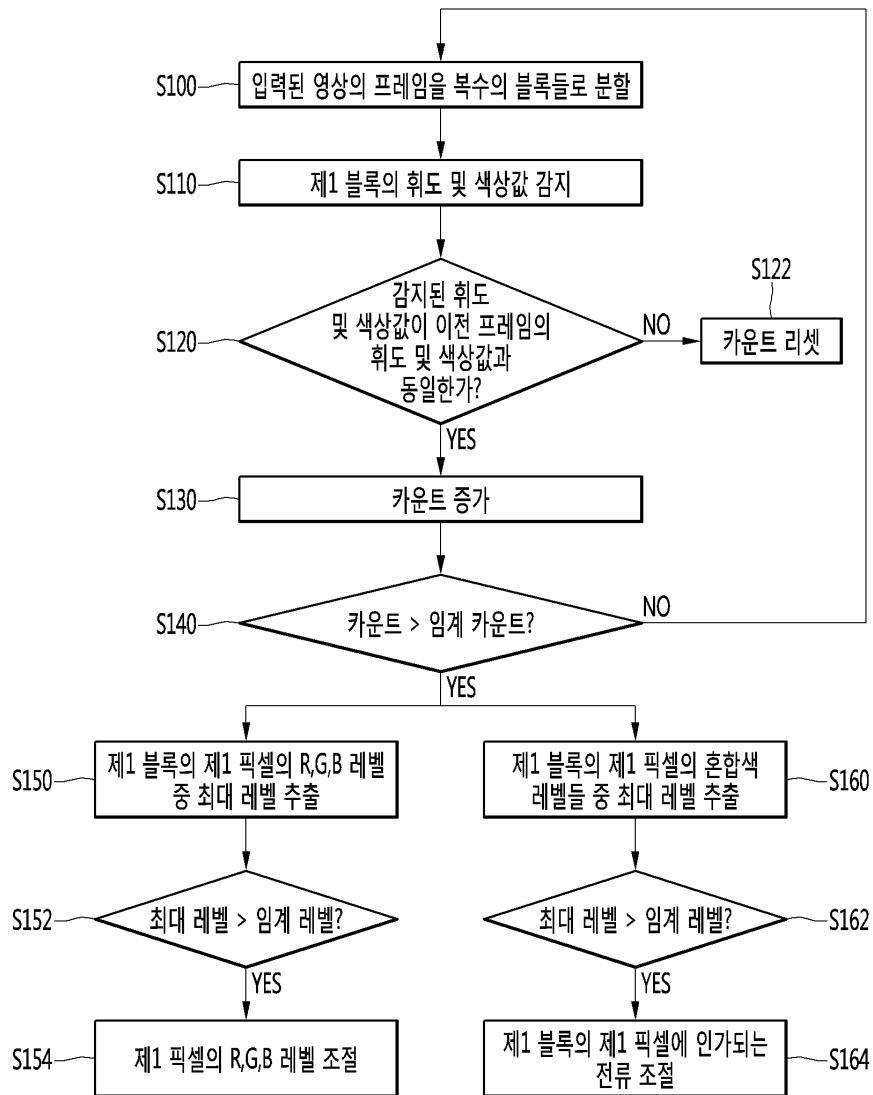 S100
입력된 영상의 프레임을 복수의 블록들로 분할
S110
제1 블록의 휘도 및 색상값 감지
S120
감지된 휘도
및 색상값이 이전 프레임의
휘도 및 색상값과
동일한가?
NO
S122
카운트 리셋
YES
S130
카운트 증가
S140
카운트 > 임계 카운트?
NO
YES
S150
제1 블록의 제1 픽셀의 R,G,B 레벨
중 최대 레벨 추출
제1 블록의 제1 픽셀의 혼합색
레벨들 중 최대 레벨 추출
S160
S152
최대 레벨 > 임계 레벨?
최대 레벨 > 임계 레벨?
S162
YES
YES
S154
제1 픽셀의 R,G,B 레벨 조절
제1 블록의 제1 픽셀에 인가되는
전류 조절
S164